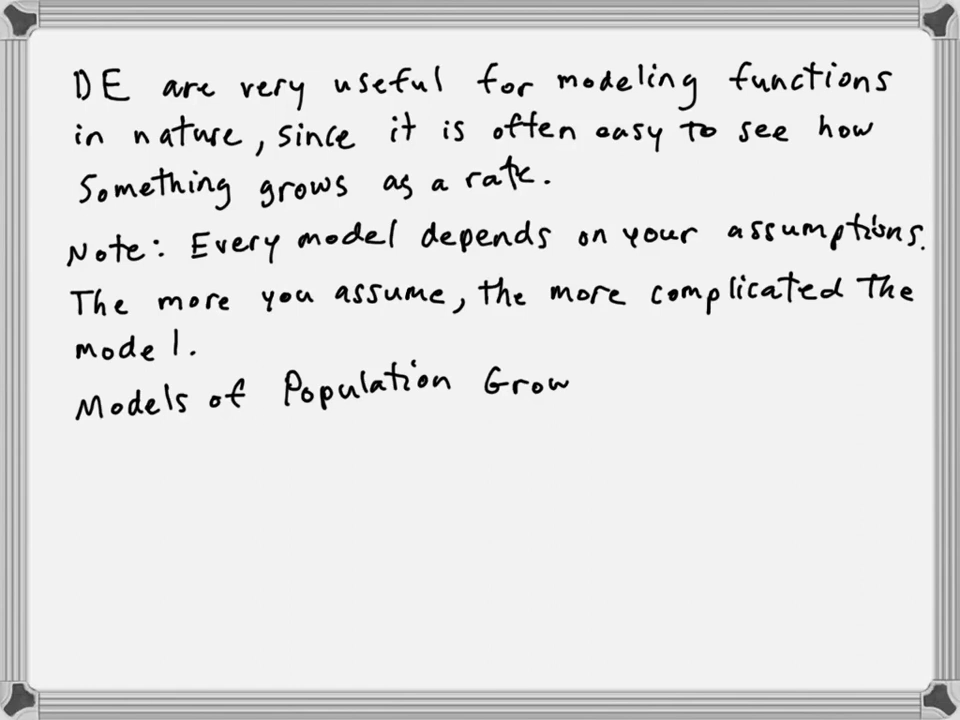 DE are very useful for modeling functions
in nature, since it is often easy to see how
something grows as a rate.
Note: Every model depends on your assumptions.
The more you assume, the more complicated the
model.
Models of Population Grow